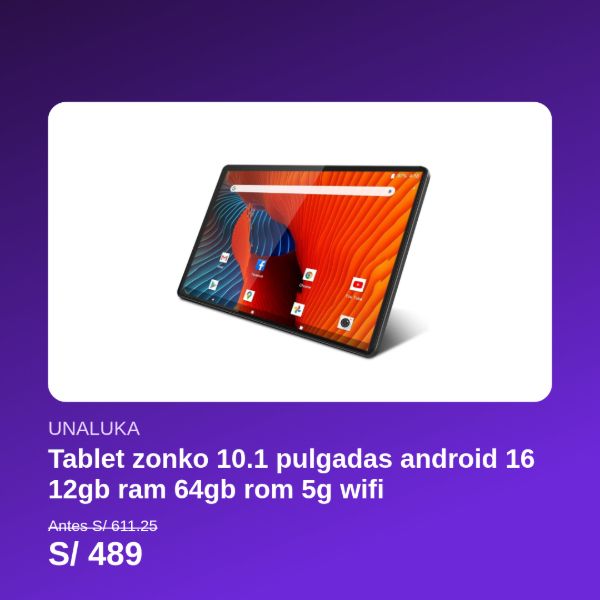 UNALUKA
Tablet zonko 10.1 pulgadas android 16
12gb ram 64gb rom 5g wifi
Antes S/ 611.25
S/ 489